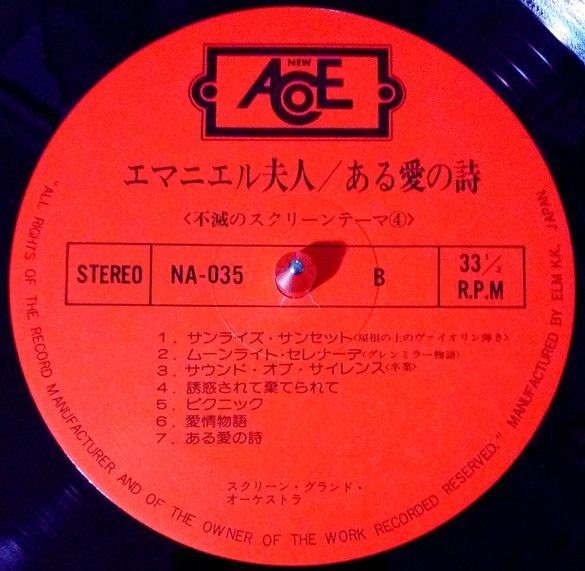 NEW
ACE
エマニエル夫人/ある愛の詩
<不滅のスクリーンテーマ④>
STEREO NA-035 B 33 1/3 R.P.M
1. サンライズ・サンセット<屋根の上のヴァイオリン弾き>
2. ムーンライト・セレナーデ<グレンミラー物語>
3. サウンド・オブ・サイレンス<卒業>
4. 誘惑されて棄てられて
5. ピクニック
6. 愛情物語
7. ある愛の詩
スクリーン・グランド・
オーケストラ
"ALL RIGHTS OF THE RECORD MANUFACTURER AND OF THE OWNER OF THE WORK RECORDED RESERVED." MANUFACTURED BY ELM K.K. JAPAN